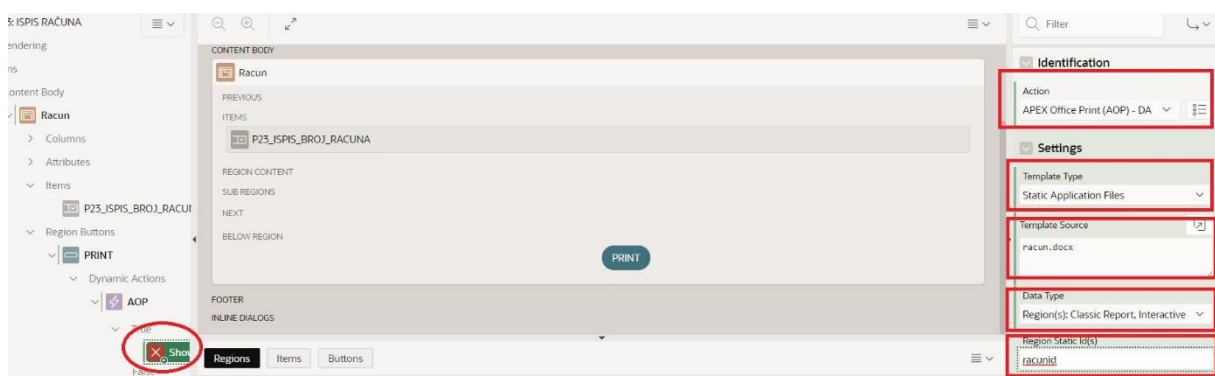 3: ISPIS RAČUNA
endering
ns
ontent Body
Racun
Columns
Attributes
Items
P23_ISPIS_BROJ_RACU
Region Buttons
PRINT
Dynamic Actions
AOP
True
Show
False
CONTENT BODY
Racun
PREVIOUS
ITEMS
P23_ISPIS_BROJ_RACUNA
REGION CONTENT
SUB REGIONS
NEXT
BELOW REGION
PRINT
FOOTER
INLINE DIALOGS
Regions Items Buttons
Filter
Identification
Action
APEX Office Print (AOP) - DA
Settings
Template Type
Static Application Files
Template Source
racun.docx
Data Type
Region(s): Classic Report, Interactive
Region Static Id(s)
racunid